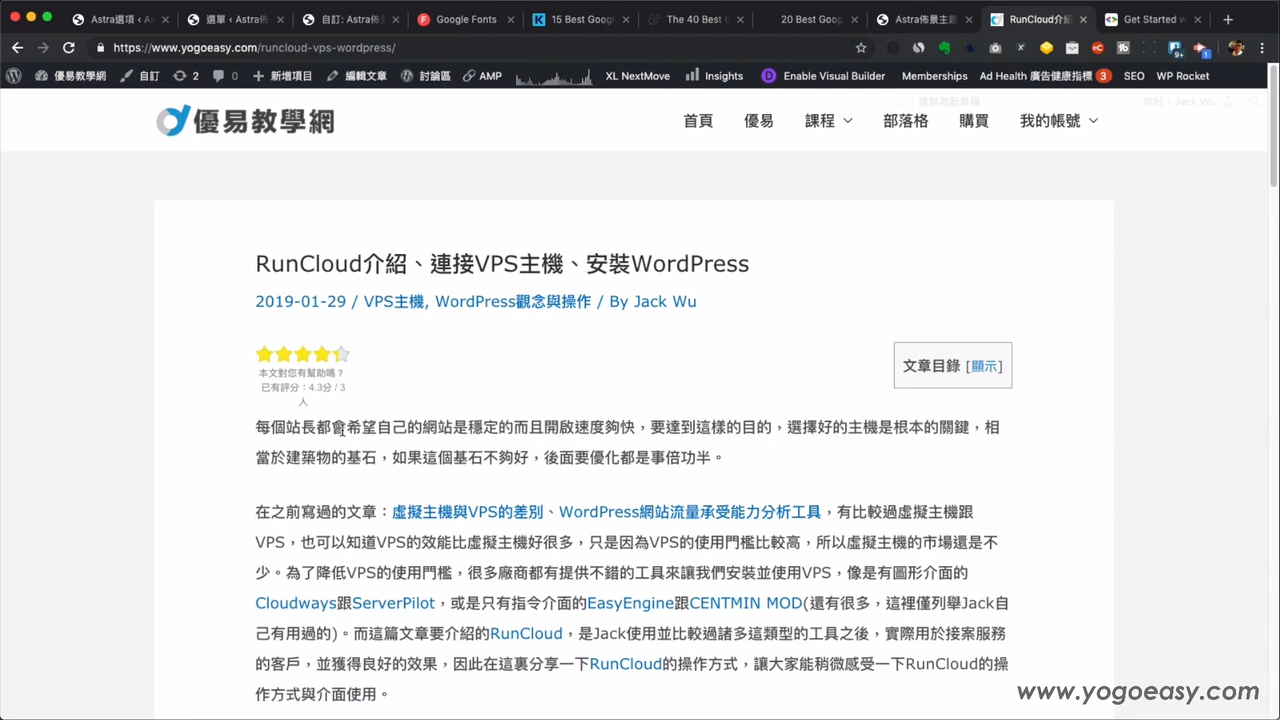 Astra選項 ‹ A
選單 ‹ Astra佈
自訂: Astra佈景
Google Fonts
15 Best Goog
The 40 Best G
20 Best Goog
Astra佈景主題
RunCloud介紹
Get Started w
https://www.yogoeasy.com/runcloud-vps-wordpress/
優易教學網
自訂
2
0
新增項目
編輯文章
討論區
AMP
XL NextMove
Insights
Enable Visual Builder
Memberships
Ad Health 廣告健康指標 3
SEO
WP Rocket
複製為新草稿
你好，Jack Wu
優易教學網
首頁
優易
課程
部落格
購買
我的帳號
RunCloud介紹、連接VPS主機、安裝WordPress
2019-01-29 / VPS主機, WordPress觀念與操作 / By Jack Wu
本文對您有幫助嗎？
已有評分：4.3分 / 3
人
文章目錄 [顯示]
每個站長都會希望自己的網站是穩定的而且開啟速度夠快，要達到這樣的目的，選擇好的主機是根本的關鍵，相
當於建築物的基石，如果這個基石不夠好，後面要優化都是事倍功半。
在之前寫過的文章：虛擬主機與VPS的差別、WordPress網站流量承受能力分析工具，有比較過虛擬主機跟
VPS，也可以知道VPS的效能比虛擬主機好很多，只是因為VPS的使用門檻比較高，所以虛擬主機的市場還是不
少。為了降低VPS的使用門檻，很多廠商都有提供不錯的工具來讓我們安裝並使用VPS，像是有圖形介面的
Cloudways跟ServerPilot，或是只有指令介面的EasyEngine跟CENTMIN MOD(還有很多，這裡僅列舉Jack自
己有用過的)。而這篇文章要介紹的RunCloud，是Jack使用並比較過諸多這類型的工具之後，實際用於接案服務
的客戶，並獲得良好的效果，因此在這裏分享一下RunCloud的操作方式，讓大家能稍微感受一下RunCloud的操
作方式與介面使用。
www.yogoeasy.com